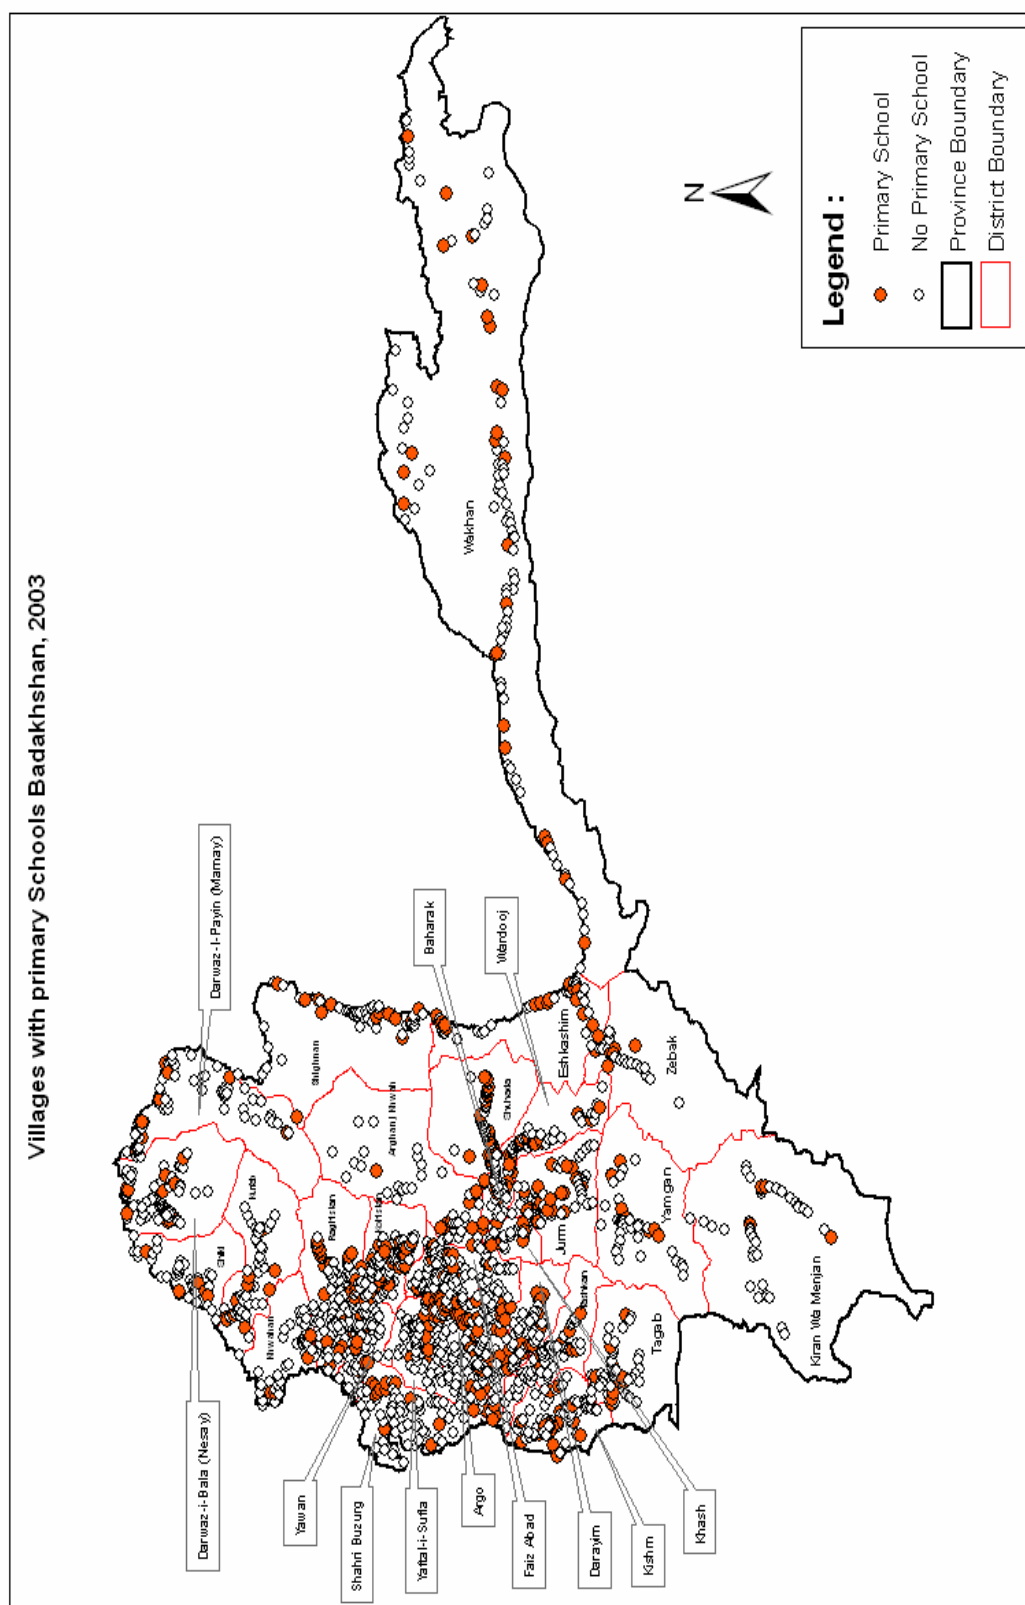 Villages with primary Schools Badakhshan, 2003
Darwaz-i-Bala (Nesay)
Darwaz-I-Payin (Mamay)
Yawan
Shahri Buzurg
Yaftal-i-Sufla
Argo
Faiz Abad
Darayim
Kishm
Khash
Baharak
Wardooj
Shighnan
Arghanj Khwah
Shuhada
Eshkashim
Zebak
Wakhan
Khwahan
Raghistan
Jurm
Yamgan
Tagab
Kiran Wa Menjan
N
Legend :
Primary School
No Primary School
Province Boundary
District Boundary